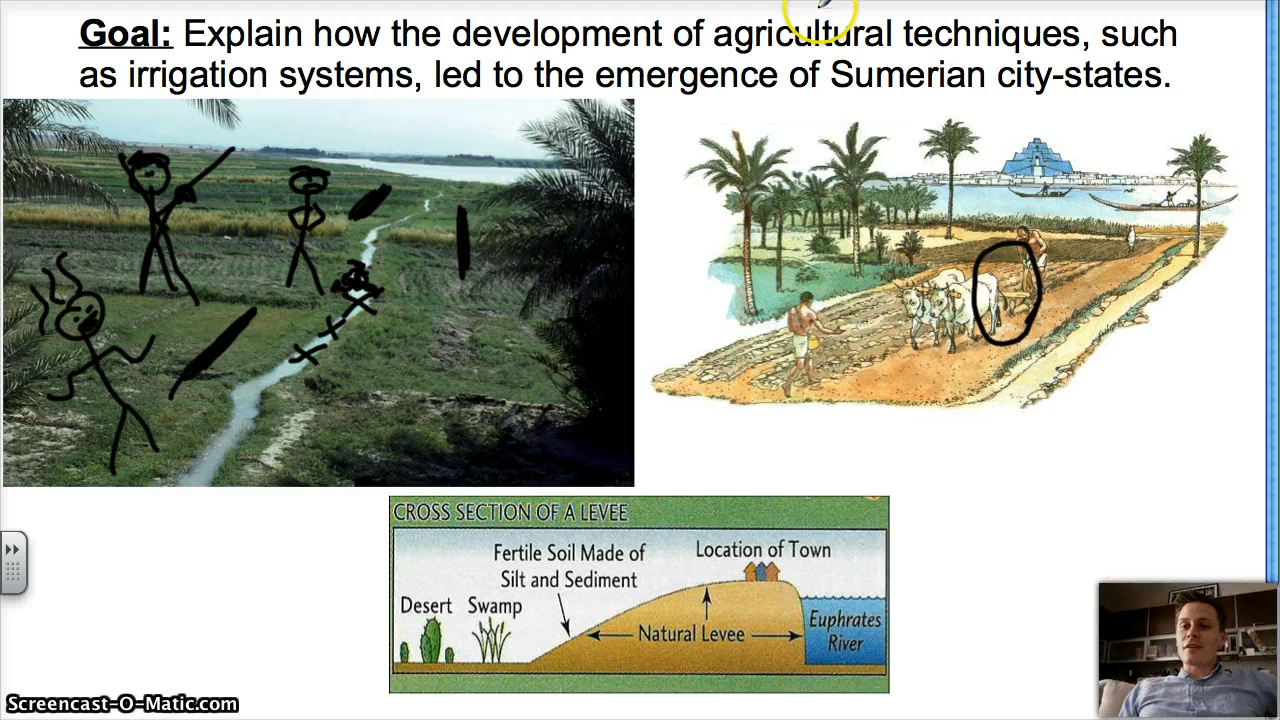 Goal: Explain how the development of agricultural techniques, such
as irrigation systems, led to the emergence of Sumerian city-states.
CROSS SECTION OF A LEVEE
Fertile Soil Made of
Silt and Sediment
Location of Town
Desert
Swamp
Natural Levee
Euphrates
River
Screencast-O-Matic.com